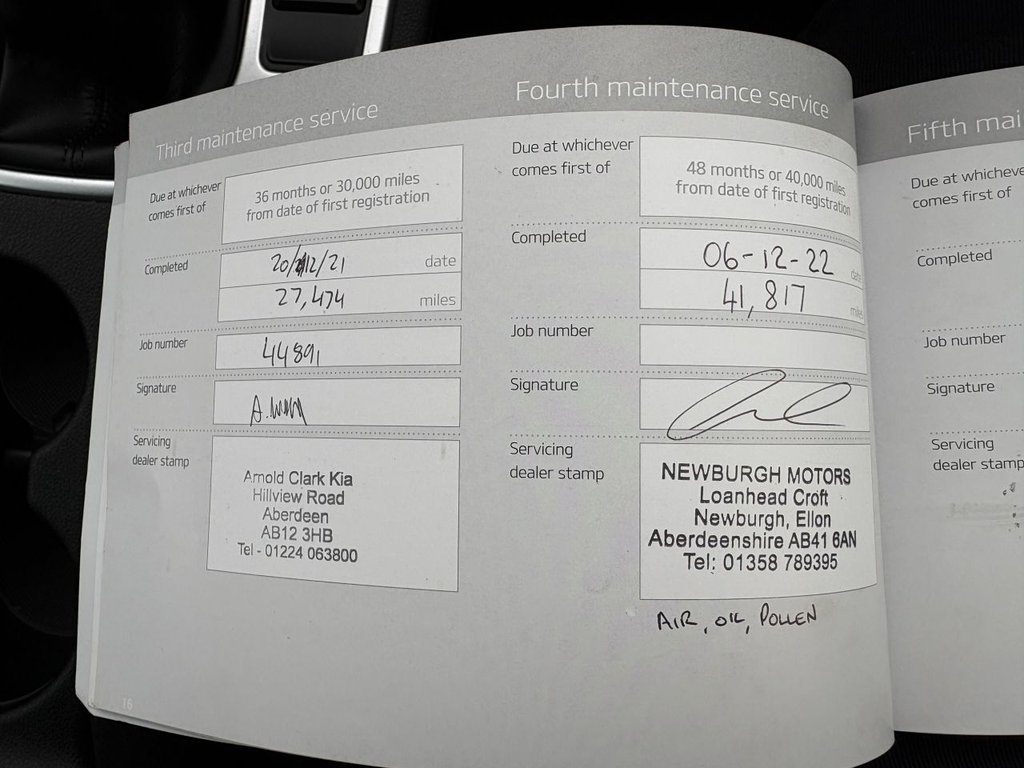 Third maintenance service
Due at whichever
comes first of
36 months or 30,000 miles
from date of first registration
Completed
20/12/21 date
27,474 miles
Job number
44891
Signature
Servicing
dealer stamp
Arnold Clark Kia
Hillview Road
Aberdeen
AB12 3HB
Tel - 01224 063800
16
Fourth maintenance service
Due at whichever
comes first of
48 months or 40,000 miles
from date of first registration
Completed
06-12-22 date
41,817 miles
Job number
Signature
Servicing
dealer stamp
NEWBURGH MOTORS
Loanhead Croft
Newburgh, Ellon
Aberdeenshire AB41 6AN
Tel: 01358 789395
AIR, OIL, POLLEN
Fifth mai
Due at whicheve
comes first of
Completed
Job number
Signature
Servicing
dealer stamp